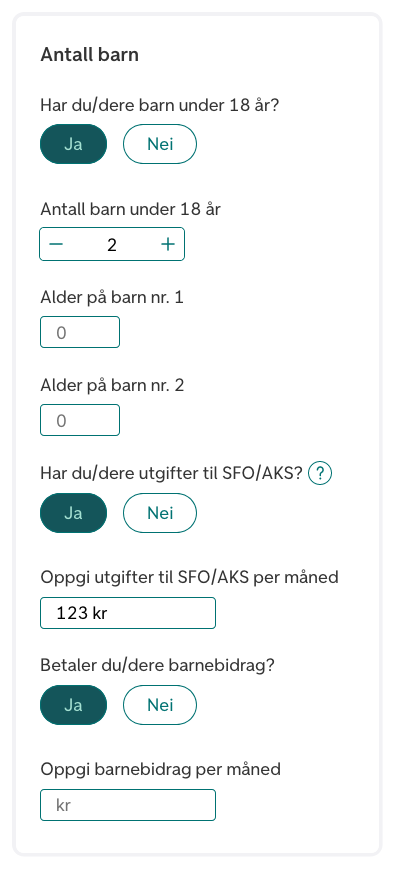 Antall barn
Har du/dere barn under 18 år?
Ja Nei
Antall barn under 18 år
− 2 +
Alder på barn nr. 1
0
Alder på barn nr. 2
0
Har du/dere utgifter til SFO/AKS? ?
Ja Nei
Oppgi utgifter til SFO/AKS per måned
123 kr
Betaler du/dere barnebidrag?
Ja Nei
Oppgi barnebidrag per måned
kr